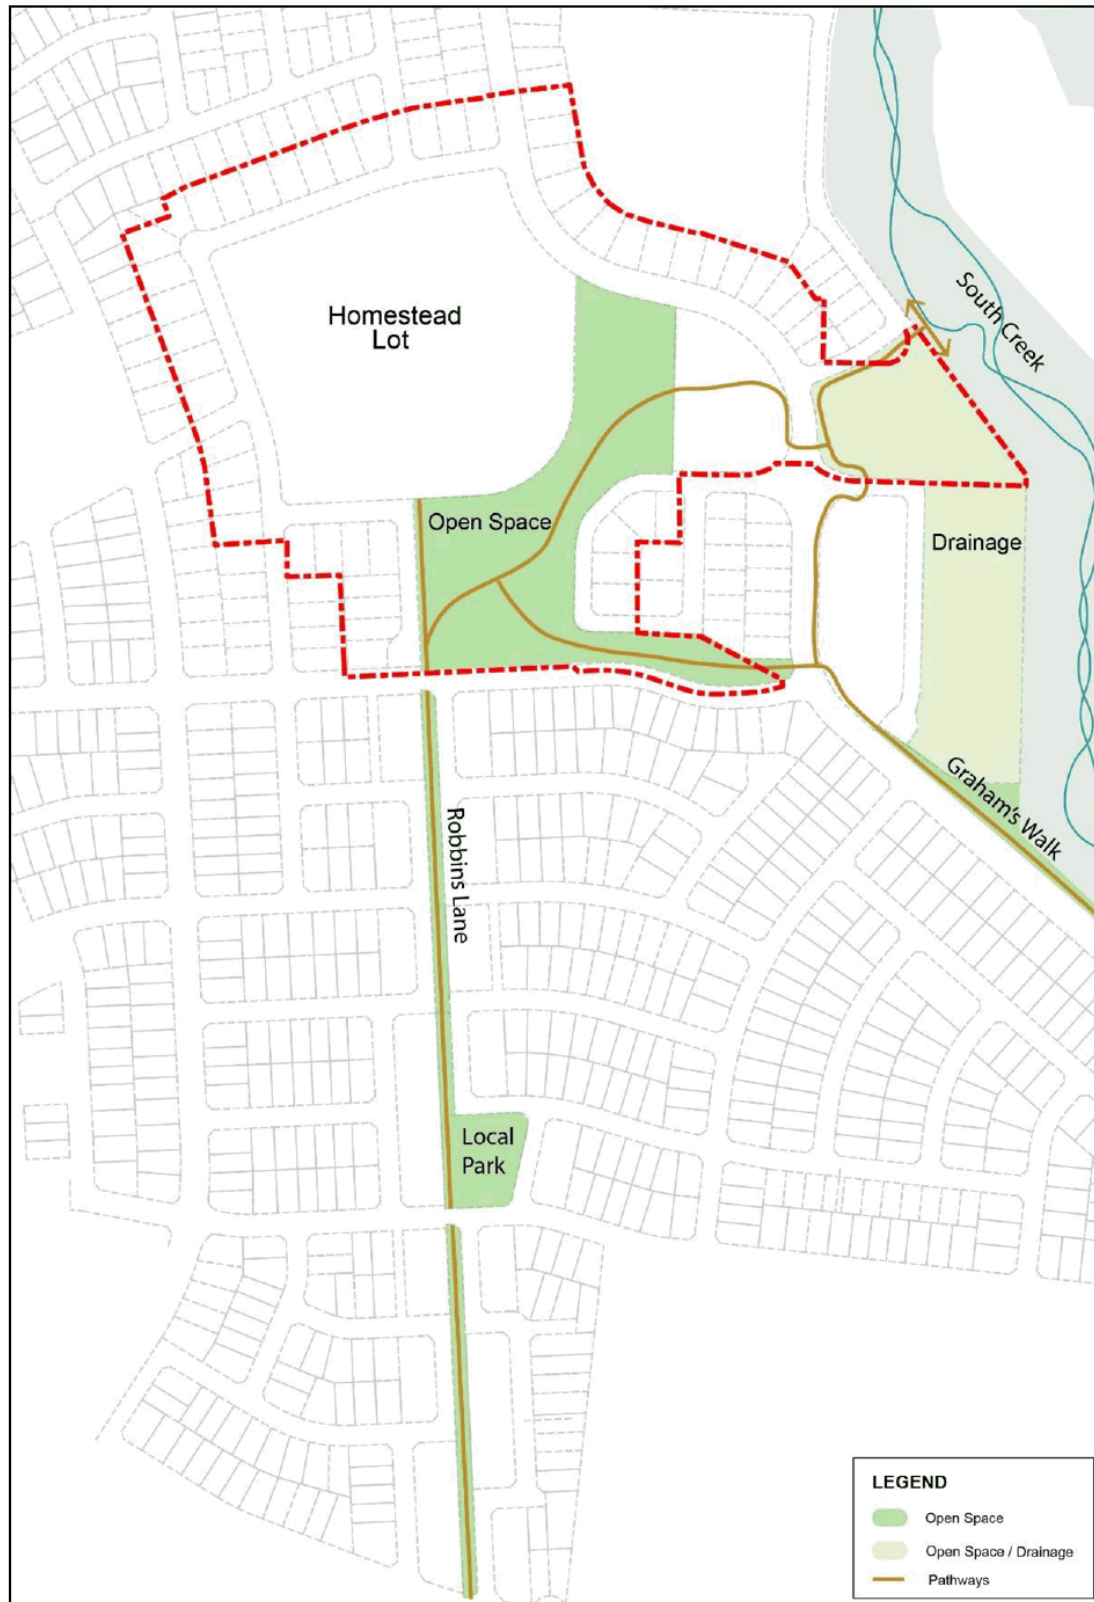 South Creek
Homestead
Lot
Open Space
Drainage
Graham's Walk
Robbins Lane
Local
Park
LEGEND
Open Space
Open Space / Drainage
Pathways